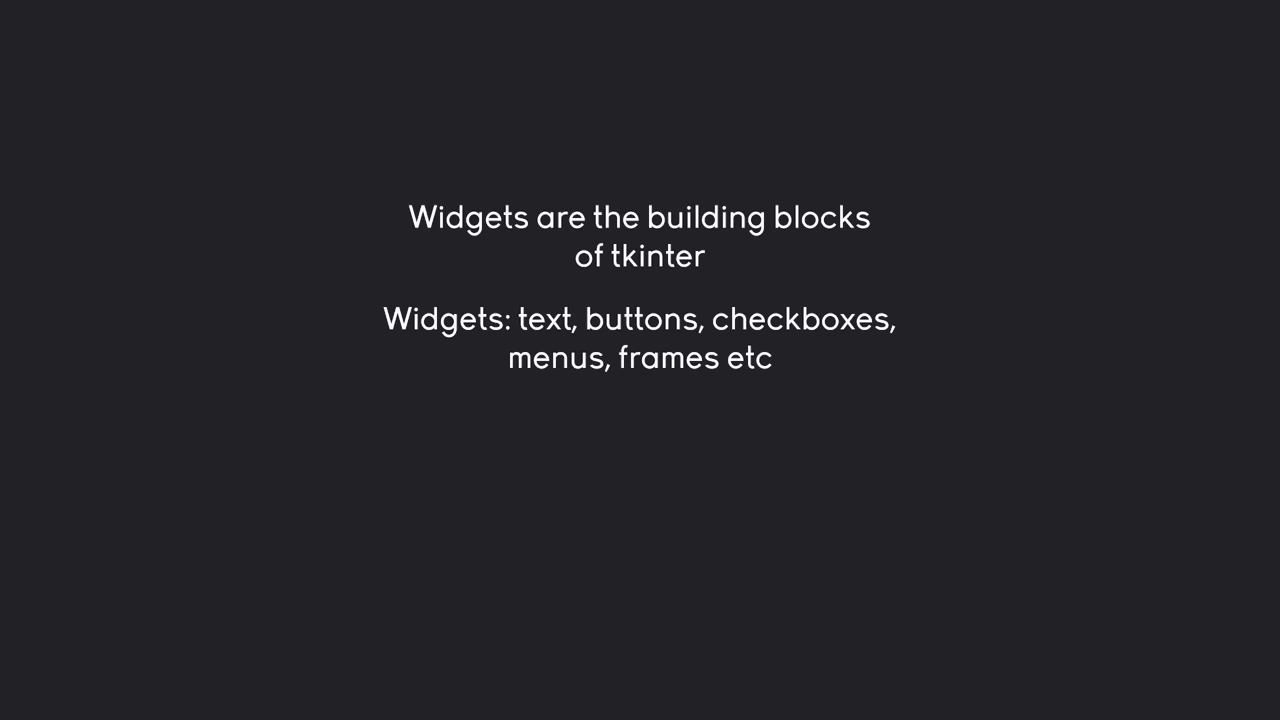 Widgets are the building blocks
of tkinter
Widgets: text, buttons, checkboxes,
menus, frames etc